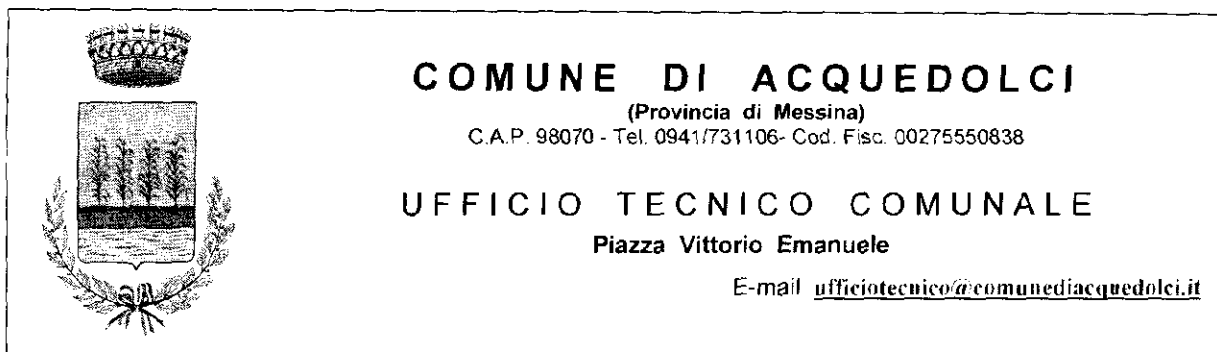 COMUNE DI ACQUEDOLCI
(Provincia di Messina)
C.A.P. 98070 - Tel. 0941/731106- Cod. Fisc. 00275550838
UFFICIO TECNICO COMUNALE
Piazza Vittorio Emanuele
E-mail ufficiotecnico@comunediacquedolci.it